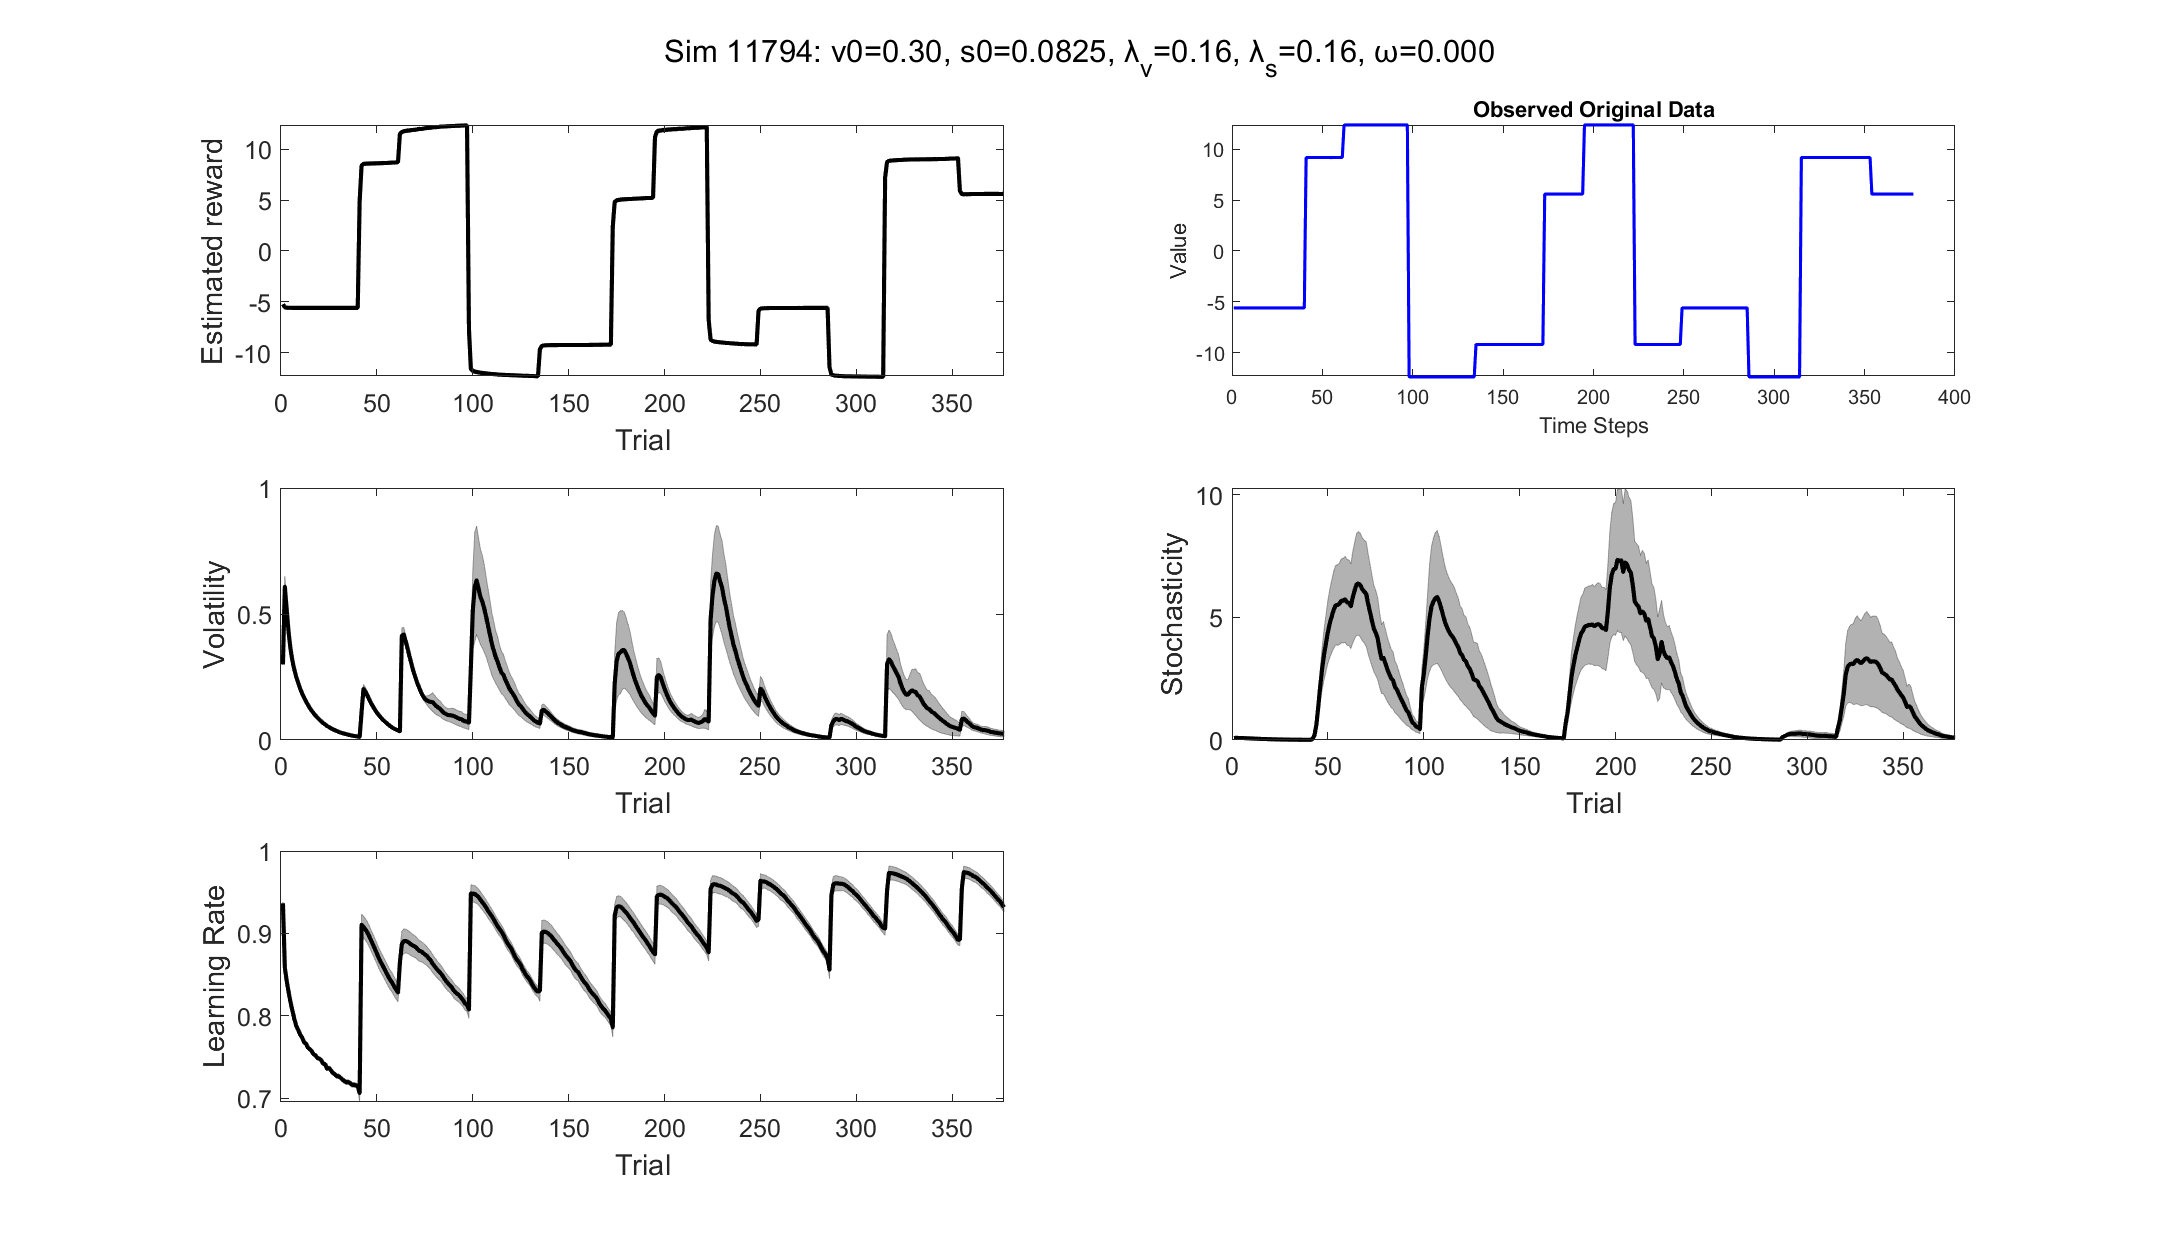 Sim 11794: v0=0.30, s0=0.0825, λ_v=0.16, λ_s=0.16, ω=0.000
Estimated reward
10
5
0
-5
-10
0 50 100 150 200 250 300 350
Trial
Observed Original Data
Value
10
5
0
-5
-10
0 50 100 150 200 250 300 350 400
Time Steps
Volatility
1
0.5
0
0 50 100 150 200 250 300 350
Trial
Stochasticity
10
5
0
0 50 100 150 200 250 300 350
Trial
Learning Rate
1
0.9
0.8
0.7
0 50 100 150 200 250 300 350
Trial